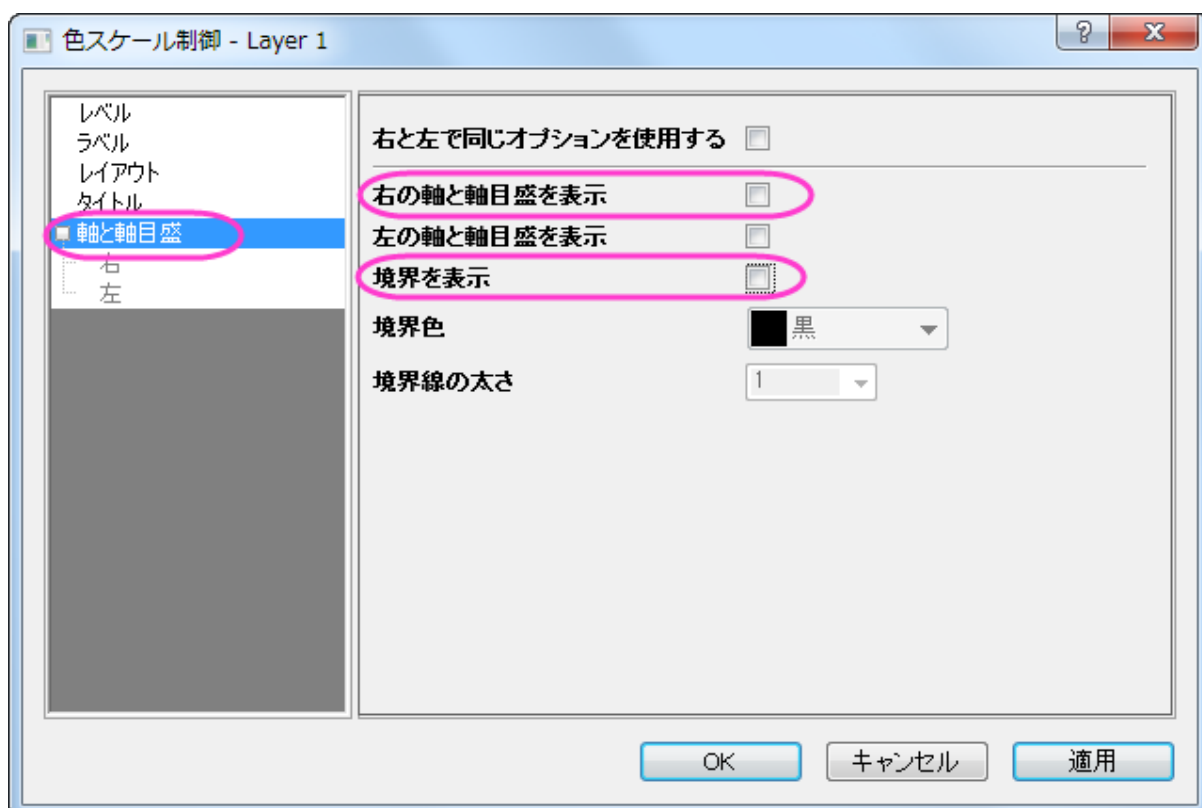 色スケール制御 - Layer 1
レベル
ラベル
レイアウト
タイトル
軸と軸目盛
右
左
右と左で同じオプションを使用する
右の軸と軸目盛を表示
左の軸と軸目盛を表示
境界を表示
境界色
黒
境界線の太さ
1
OK
キャンセル
適用